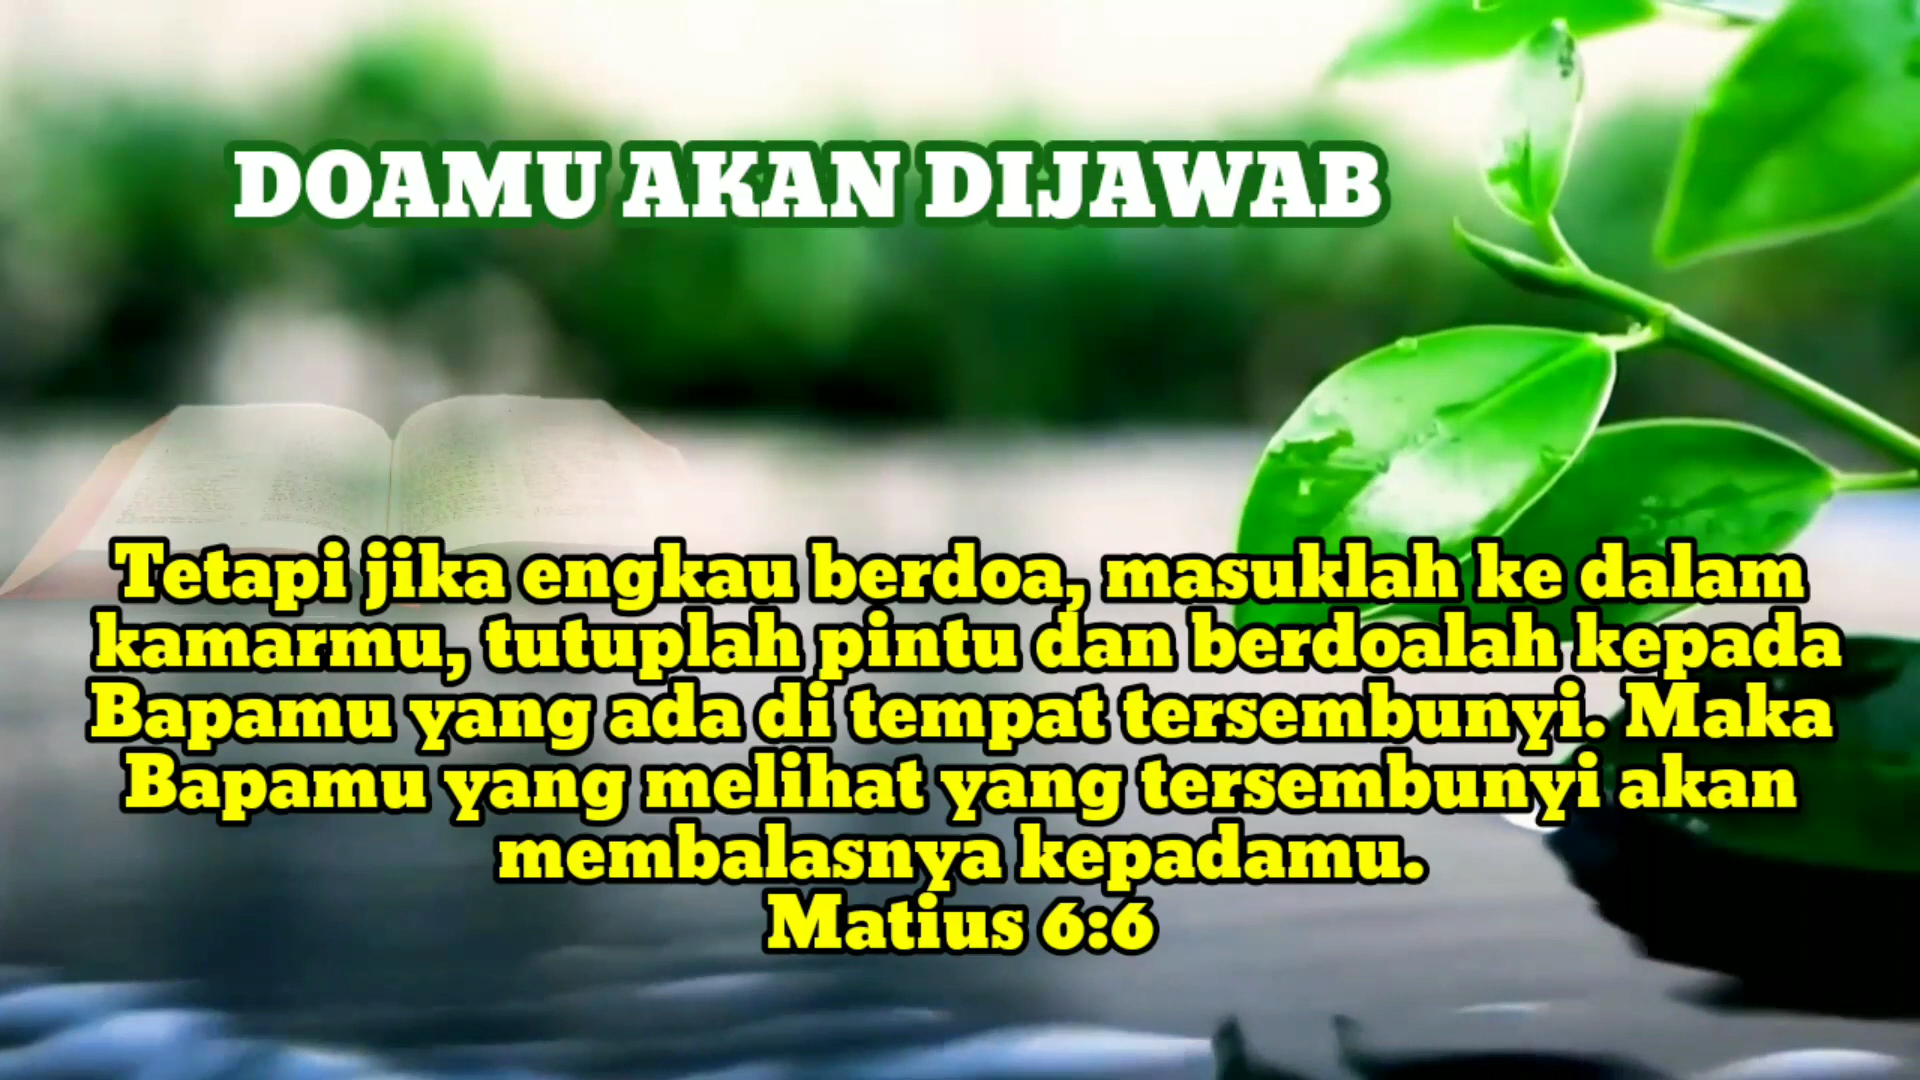 DOAMU AKAN DIJAWAB
Tetapi jika engkau berdoa, masuklah ke dalam
kamarmu, tutuplah pintu dan berdoalah kepada
Bapamu yang ada di tempat tersembunyi. Maka
Bapamu yang melihat yang tersembunyi akan
membalasnya kepadamu.
Matius 6:6